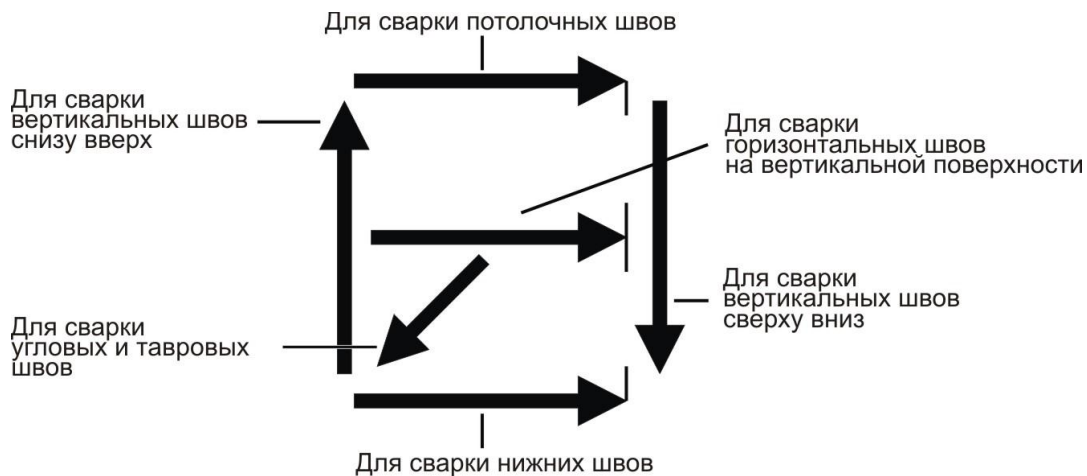 Для сварки потолочных швов
Для сварки
вертикальных швов
снизу вверх
Для сварки
горизонтальных швов
на вертикальной поверхности
Для сварки
вертикальных швов
сверху вниз
Для сварки
угловых и тавровых
швов
Для сварки нижних швов